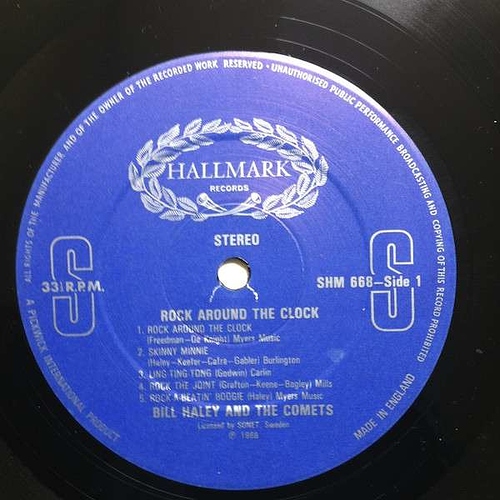 ALL RIGHTS OF THE MANUFACTURER AND OF THE OWNER OF THE RECORDED WORK RESERVED · UNAUTHORISED PUBLIC PERFORMANCE BROADCASTING AND COPYING OF THIS RECORD PROHIBITED
HALLMARK
RECORDS
STEREO
S
S
33⅓ R.P.M.
SHM 668–Side 1
ROCK AROUND THE CLOCK
1. ROCK AROUND THE CLOCK
(Freedman–De Knight) Myers Music
2. SKINNY MINNIE
(Haley–Keefer–Cafra–Gabler) Burlington
3. LING TING TONG (Godwin) Carlin
4. ROCK THE JOINT (Grafton–Keene–Bagley) Mills
5. ROCK-A-BEATIN' BOOGIE (Haley) Myers Music
BILL HALEY AND THE COMETS
Licenced by SONET, Sweden
℗ 1968
A PICKWICK INTERNATIONAL PRODUCT
MADE IN ENGLAND